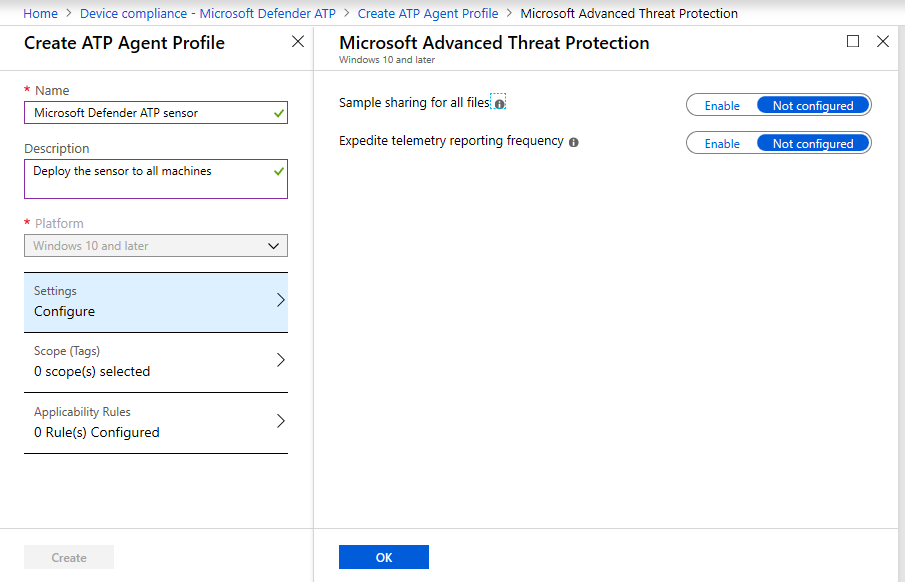 Home > Device compliance - Microsoft Defender ATP > Create ATP Agent Profile > Microsoft Advanced Threat Protection
Create ATP Agent Profile
* Name
Microsoft Defender ATP sensor
Description
Deploy the sensor to all machines
* Platform
Windows 10 and later
Settings
Configure
Scope (Tags)
0 scope(s) selected
Applicability Rules
0 Rule(s) Configured
Create
Microsoft Advanced Threat Protection
Windows 10 and later
Sample sharing for all files
Enable Not configured
Expedite telemetry reporting frequency
Enable Not configured
OK